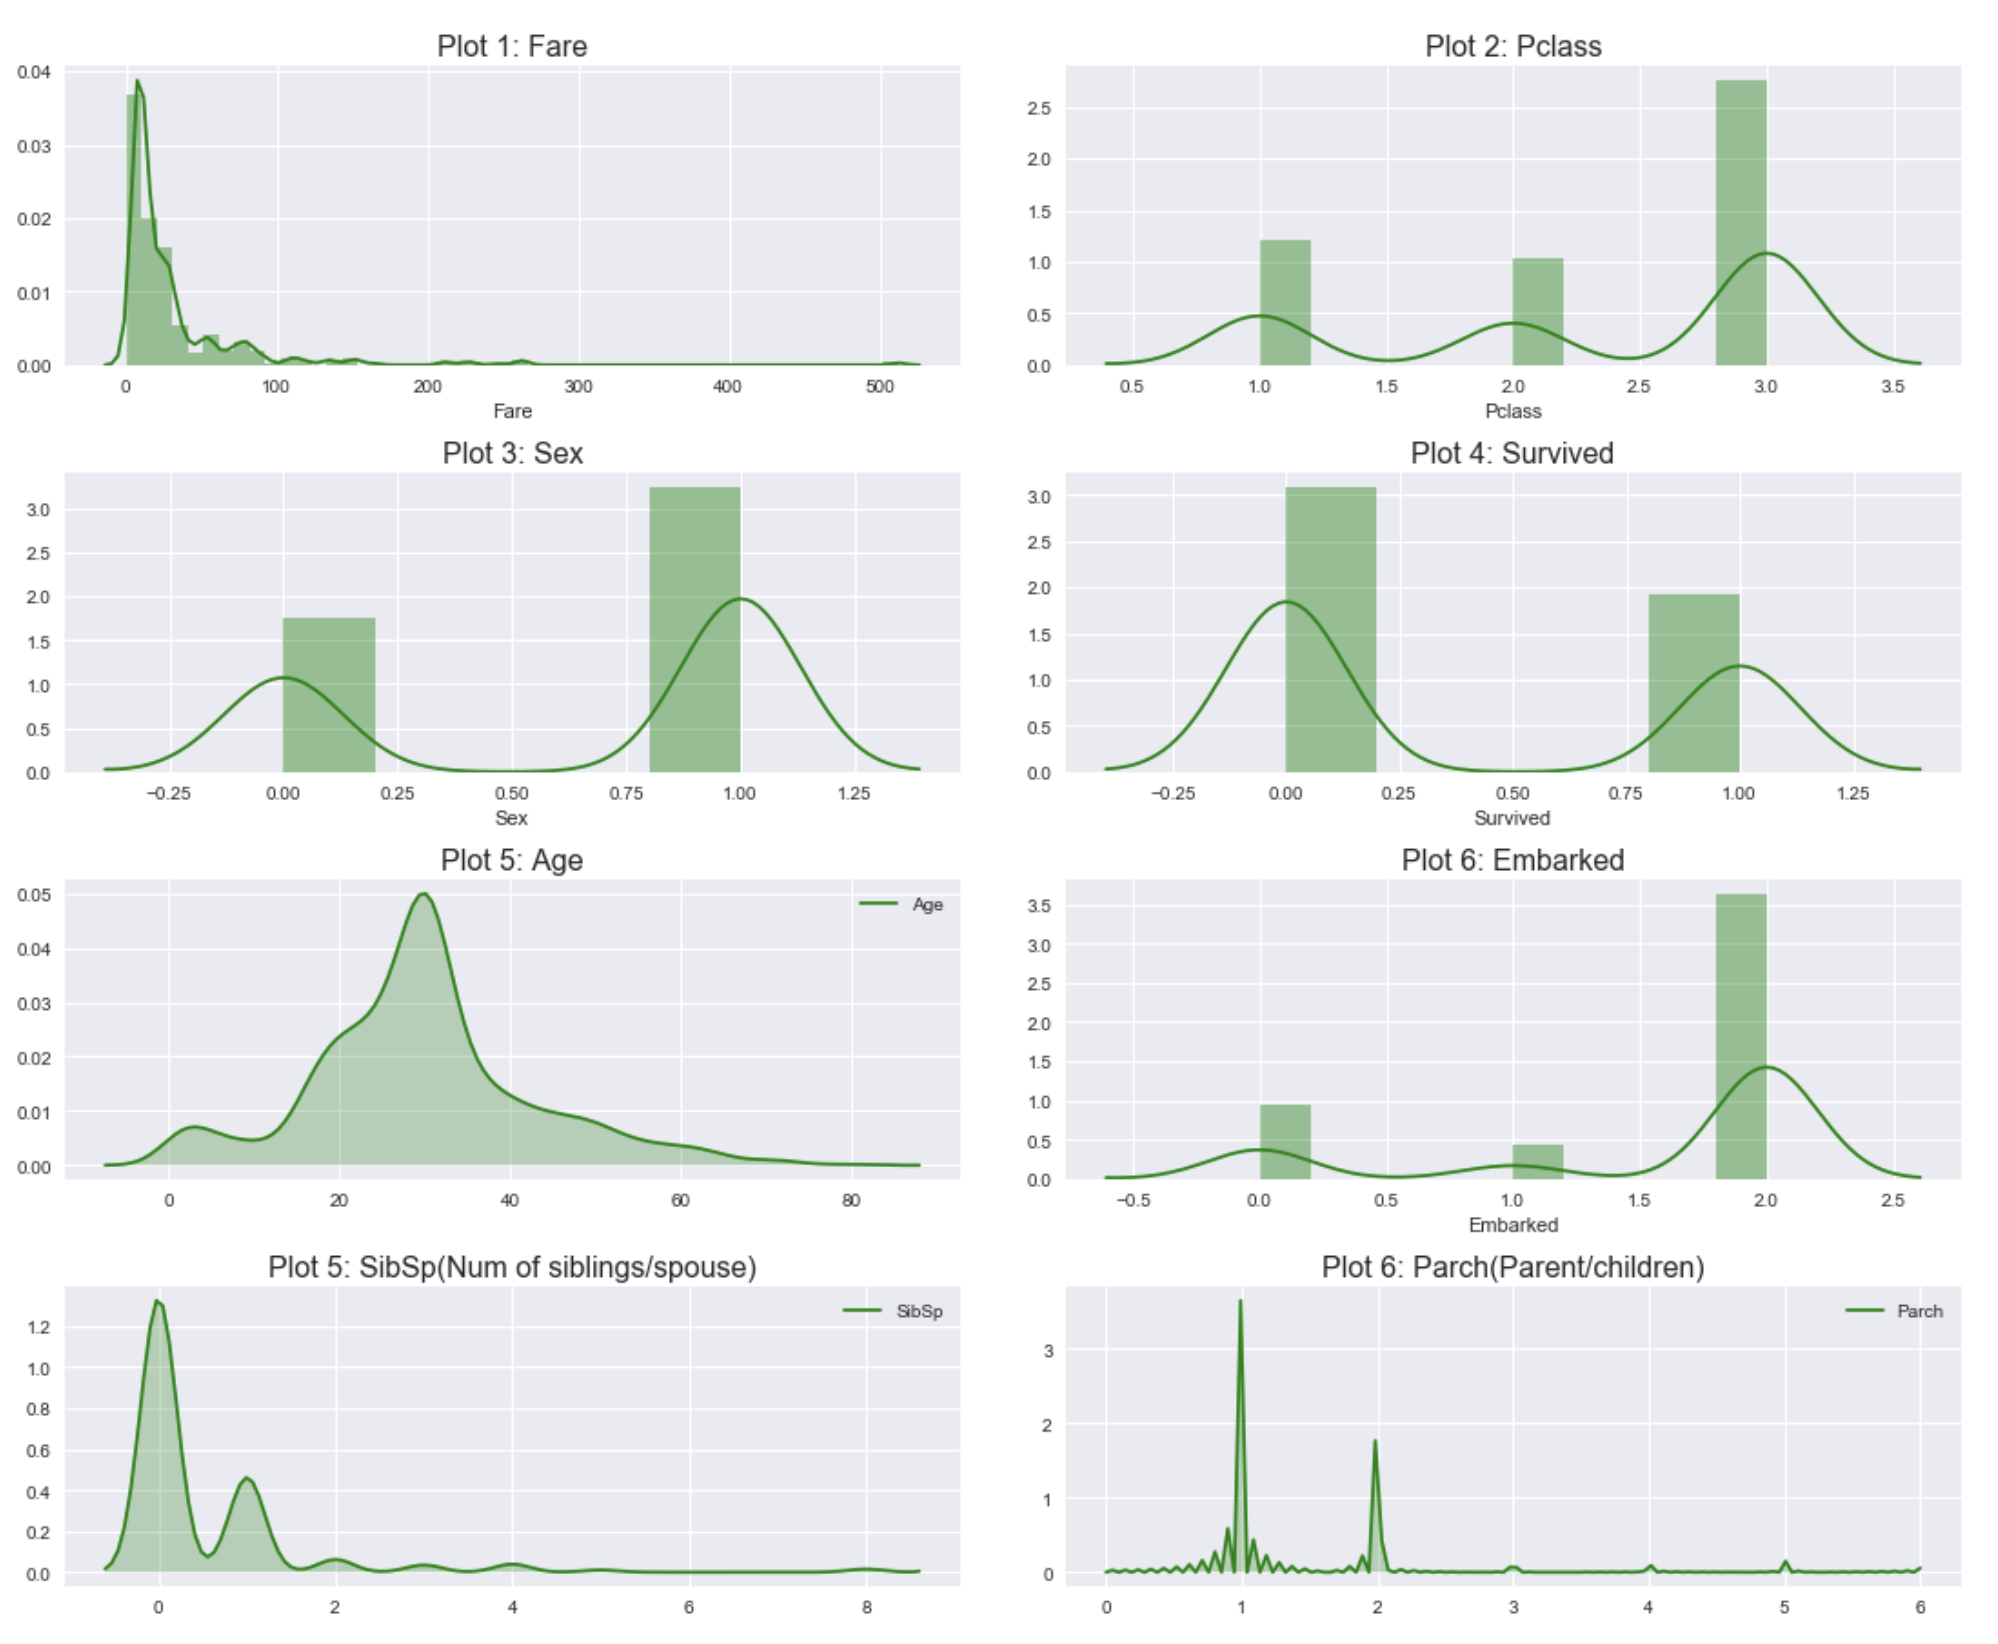 Plot 1: Fare
0.04
0.03
0.02
0.01
0.00
0 100 200 300 400 500
Fare
Plot 2: Pclass
2.5
2.0
1.5
1.0
0.5
0.0
0.5 1.0 1.5 2.0 2.5 3.0 3.5
Pclass
Plot 3: Sex
3.0
2.5
2.0
1.5
1.0
0.5
0.0
−0.25 0.00 0.25 0.50 0.75 1.00 1.25
Sex
Plot 4: Survived
3.0
2.5
2.0
1.5
1.0
0.5
0.0
−0.25 0.00 0.25 0.50 0.75 1.00 1.25
Survived
Plot 5: Age
0.05
0.04
0.03
0.02
0.01
0.00
Age
0 20 40 60 80
Plot 6: Embarked
3.5
3.0
2.5
2.0
1.5
1.0
0.5
0.0
−0.5 0.0 0.5 1.0 1.5 2.0 2.5
Embarked
Plot 5: SibSp(Num of siblings/spouse)
SibSp
1.2
1.0
0.8
0.6
0.4
0.2
0.0
0 2 4 6 8
Plot 6: Parch(Parent/children)
Parch
3
2
1
0
0 1 2 3 4 5 6